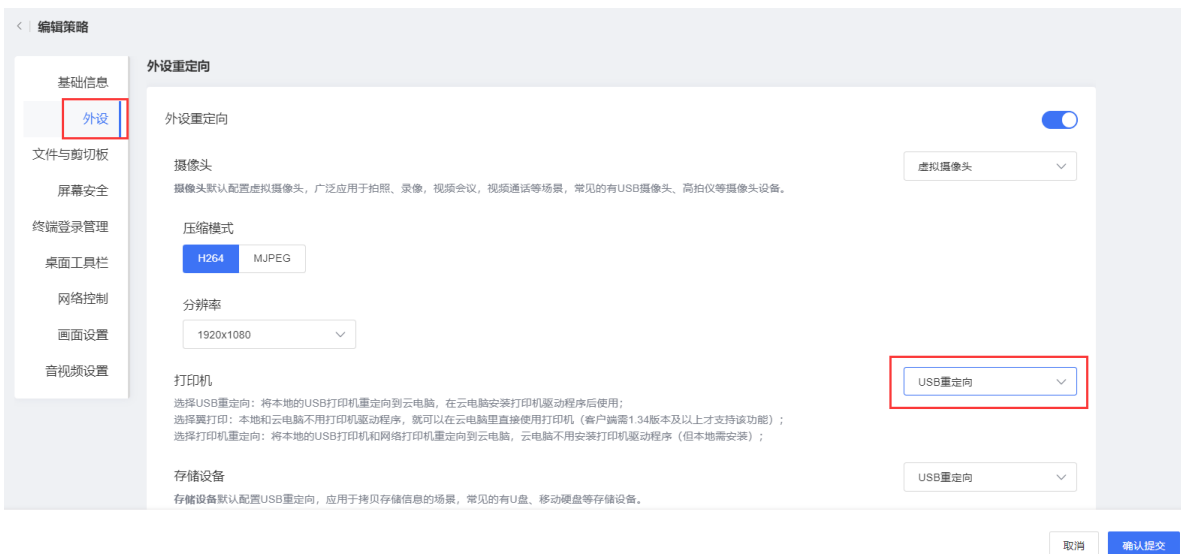 编辑策略
基础信息
外设
文件与剪切板
屏幕安全
终端登录管理
桌面工具栏
网络控制
画面设置
音视频设置
外设重定向
外设重定向
摄像头
虚拟摄像头
摄像头默认配置虚拟摄像头，广泛应用于拍照、录像，视频会议，视频通话等场景，常见的有USB摄像头、高拍仪等摄像头设备。
压缩模式
H264 MJPEG
分辨率
1920x1080
打印机
USB重定向
选择USB重定向：将本地的USB打印机重定向到云电脑，在云电脑安装打印机驱动程序后使用；
选择翼打印：本地和云电脑不用打印机驱动程序，就可以在云电脑里直接使用打印机（客户端需1.34版本及以上才支持该功能）；
选择打印机重定向：将本地的USB打印机和网络打印机重定向到云电脑，云电脑不用安装打印机驱动程序（但本地需安装）；
存储设备
USB重定向
存储设备默认配置USB重定向，应用于拷贝存储信息的场景，常见的有U盘、移动硬盘等存储设备。
取消 确认提交